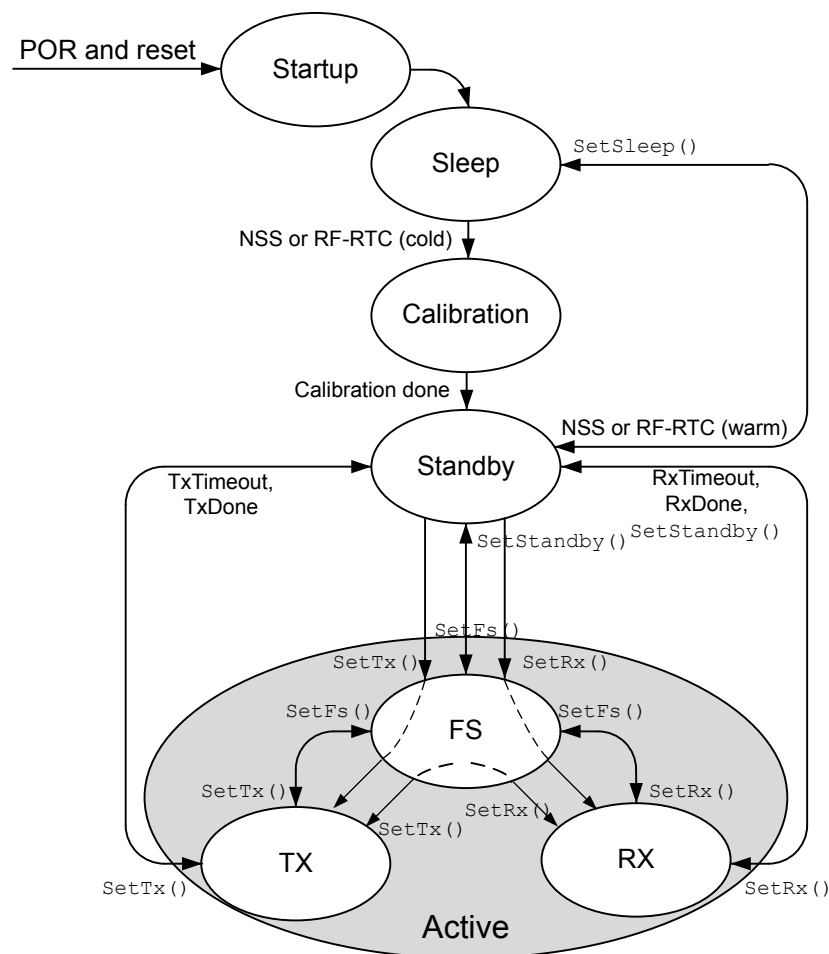 POR and reset
Startup
Sleep
SetSleep()
NSS or RF-RTC (cold)
Calibration
Calibration done
NSS or RF-RTC (warm)
Standby
TxTimeout,
TxDone
RxTimeout,
RxDone,
SetStandby()
SetStandby()
SetFs()
SetTx()
SetRx()
SetFs()
SetFs()
FS
SetTx()
SetRx()
SetTx()
SetRx()
TX
RX
SetTx()
SetRx()
Active